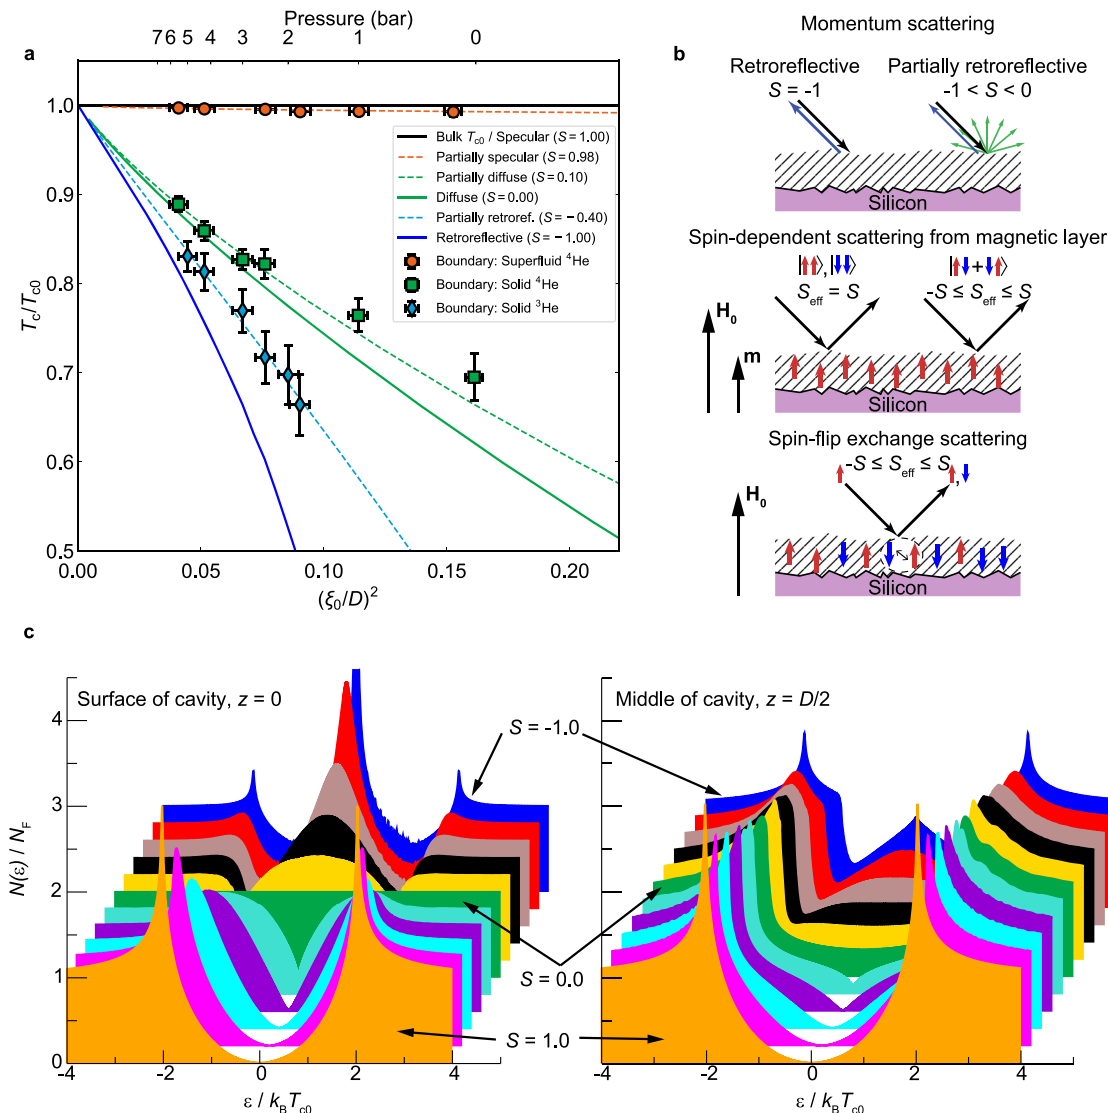 Pressure (bar)
a
7 6 5 4 3 2 1 0
1.0
0.9
0.8
0.7
0.6
0.5
T_c/T_c0
0.00 0.05 0.10 0.15 0.20
(ξ_0/D)^2
Bulk T_c0 / Specular (S = 1.00)
Partially specular (S = 0.98)
Partially diffuse (S = 0.10)
Diffuse (S = 0.00)
Partially retroref. (S = −0.40)
Retroreflective (S = −1.00)
Boundary: Superfluid ^4He
Boundary: Solid ^4He
Boundary: Solid ^3He
b
Momentum scattering
Retroreflective
S = -1
Partially retroreflective
-1 < S < 0
Silicon
Spin-dependent scattering from magnetic layer
|↑↑⟩, |↓↓⟩
S_eff = S
|↑↓ + ↓↑⟩
-S ≤ S_eff ≤ S
H_0
m
Silicon
Spin-flip exchange scattering
-S ≤ S_eff ≤ S
,
H_0
Silicon
c
Surface of cavity, z = 0
Middle of cavity, z = D/2
S = -1.0
S = 0.0
S = 1.0
N(ε) / N_F
4
3
2
1
0
-4 -2 0 2 4
ε / k_B T_c0
-4 -2 0 2 4
ε / k_B T_c0